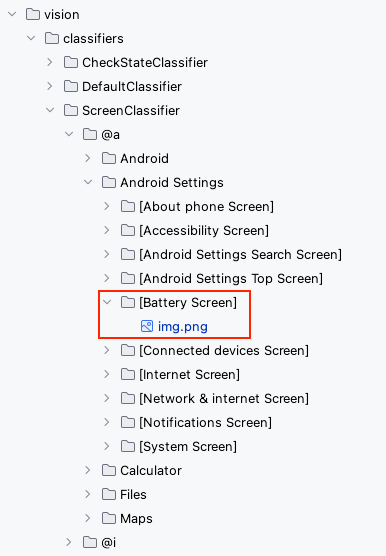 vision
classifiers
CheckStateClassifier
DefaultClassifier
ScreenClassifier
@a
Android
Android Settings
[About phone Screen]
[Accessibility Screen]
[Android Settings Search Screen]
[Android Settings Top Screen]
[Battery Screen]
img.png
[Connected devices Screen]
[Internet Screen]
[Network & internet Screen]
[Notifications Screen]
[System Screen]
Calculator
Files
Maps
@i